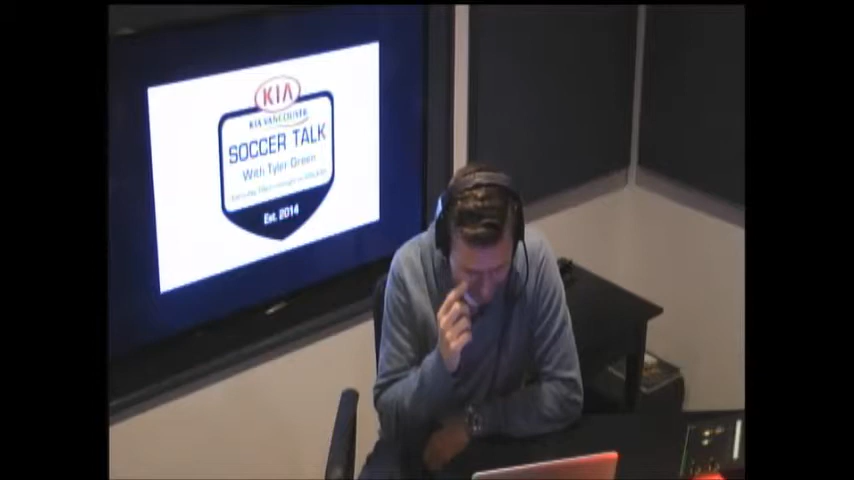 KIA
KIA VANCOUVER
SOCCER TALK
With Tyler Green
Est. 2014